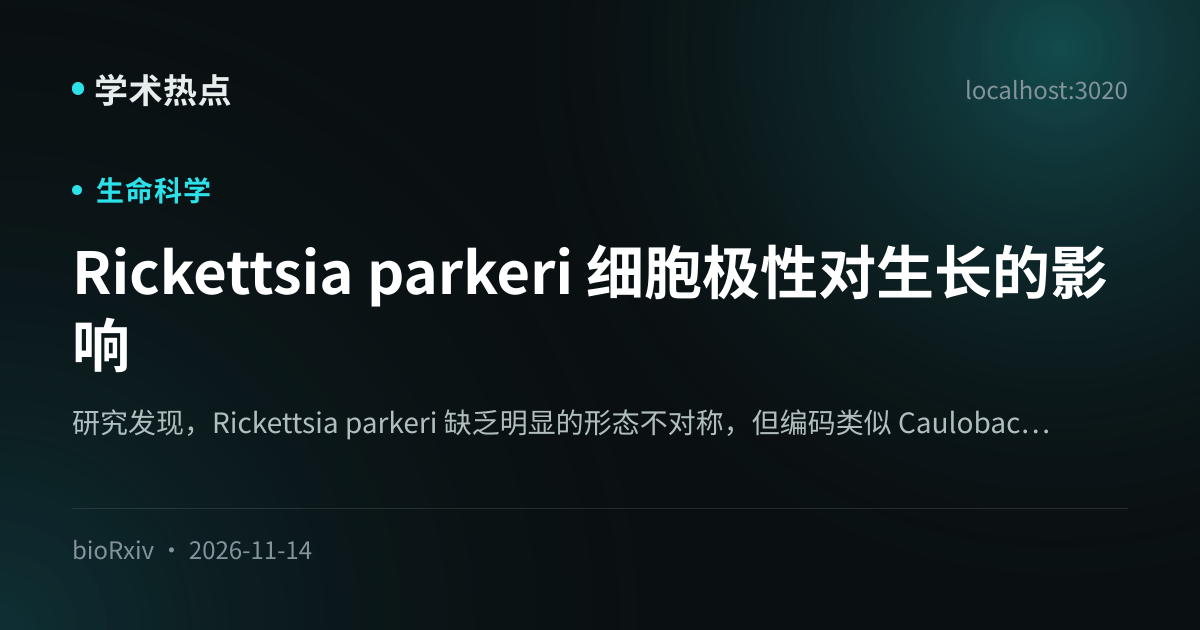 学术热点
localhost:3020
生命科学
Rickettsia parkeri 细胞极性对生长的影
响
研究发现，Rickettsia parkeri 缺乏明显的形态不对称，但编码类似 Caulobac…
bioRxiv · 2026-11-14